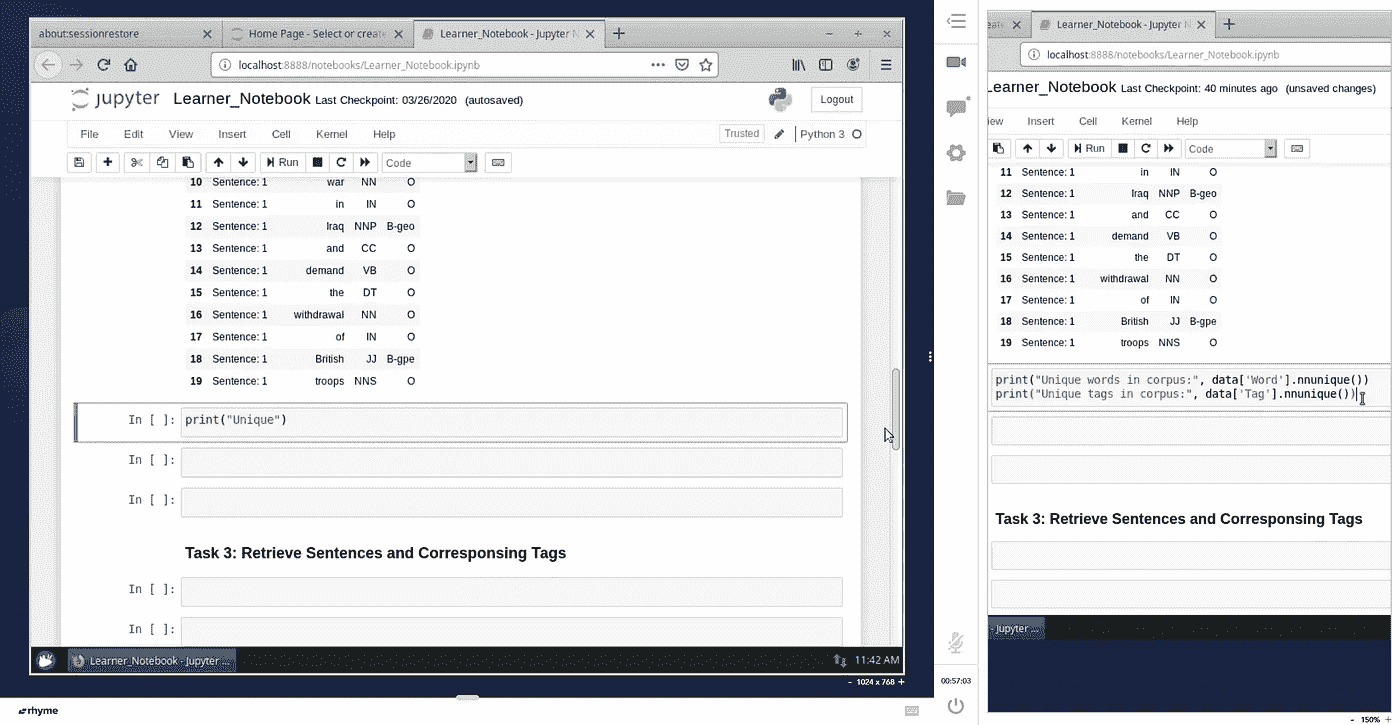 about:sessionrestore
Home Page - Select or create
Learner_Notebook - Jupyter N
localhost:8888/notebooks/Learner_Notebook.ipynb
jupyter Learner_Notebook Last Checkpoint: 03/26/2020 (autosaved)
Logout
File Edit View Insert Cell Kernel Help
Trusted Python 3
Run Code
10 Sentence: 1 war NN O
11 Sentence: 1 in IN O
12 Sentence: 1 Iraq NNP B-geo
13 Sentence: 1 and CC O
14 Sentence: 1 demand VB O
15 Sentence: 1 the DT O
16 Sentence: 1 withdrawal NN O
17 Sentence: 1 of IN O
18 Sentence: 1 British JJ B-gpe
19 Sentence: 1 troops NNS O
In [ ]: print("Unique")
In [ ]:
In [ ]:
Task 3: Retrieve Sentences and Corresponsing Tags
In [ ]:
In [ ]:
Learner_Notebook - Jupyter ...
11:42 AM
- 1024 x 768 +
rhyme
00:57:03
Learner_Notebook - Jupyter N
localhost:8888/notebooks/Learner_Notebook.ipynb
Learner_Notebook Last Checkpoint: 40 minutes ago (unsaved changes)
iew Insert Cell Kernel Help
Run Code
11 Sentence: 1 in IN O
12 Sentence: 1 Iraq NNP B-geo
13 Sentence: 1 and CC O
14 Sentence: 1 demand VB O
15 Sentence: 1 the DT O
16 Sentence: 1 withdrawal NN O
17 Sentence: 1 of IN O
18 Sentence: 1 British JJ B-gpe
19 Sentence: 1 troops NNS O
print("Unique words in corpus:", data['Word'].nnunique())
print("Unique tags in corpus:", data['Tag'].nnunique())
Task 3: Retrieve Sentences and Corresponsing Tags
- Jupyter ...
- 150% +